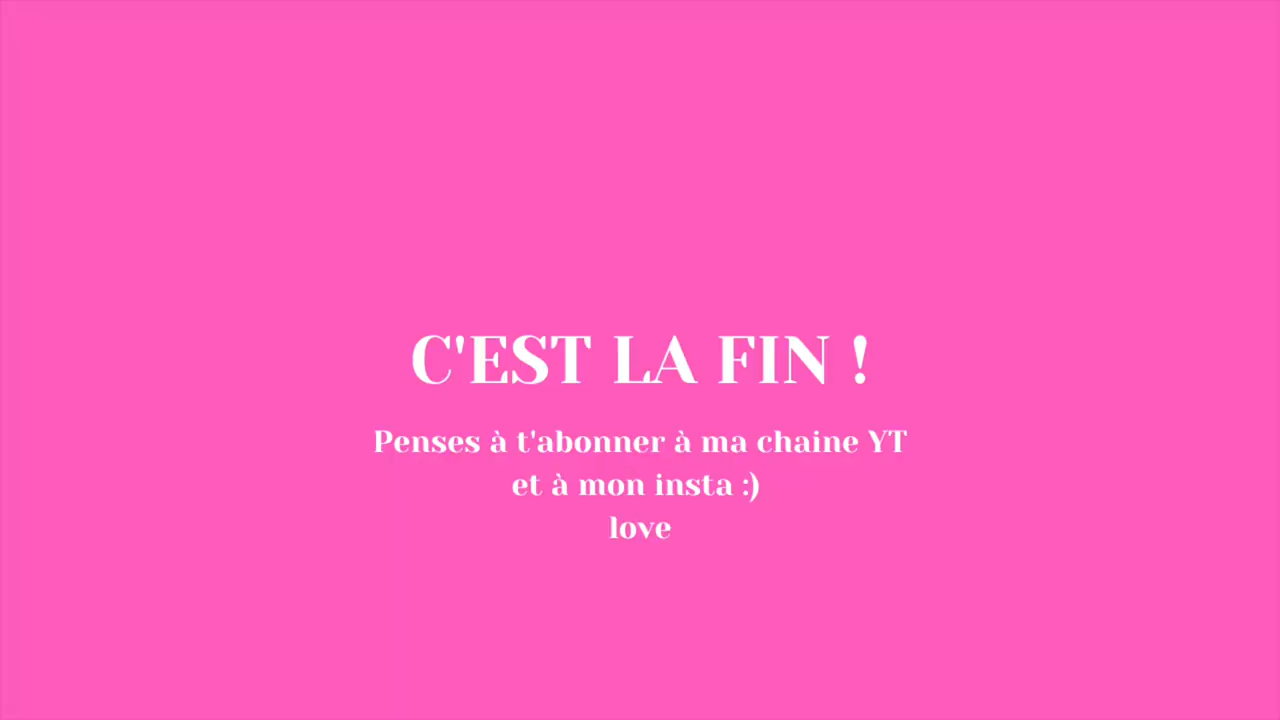 C'EST LA FIN !
Penses à t'abonner à ma chaine YT
et à mon insta :)
love